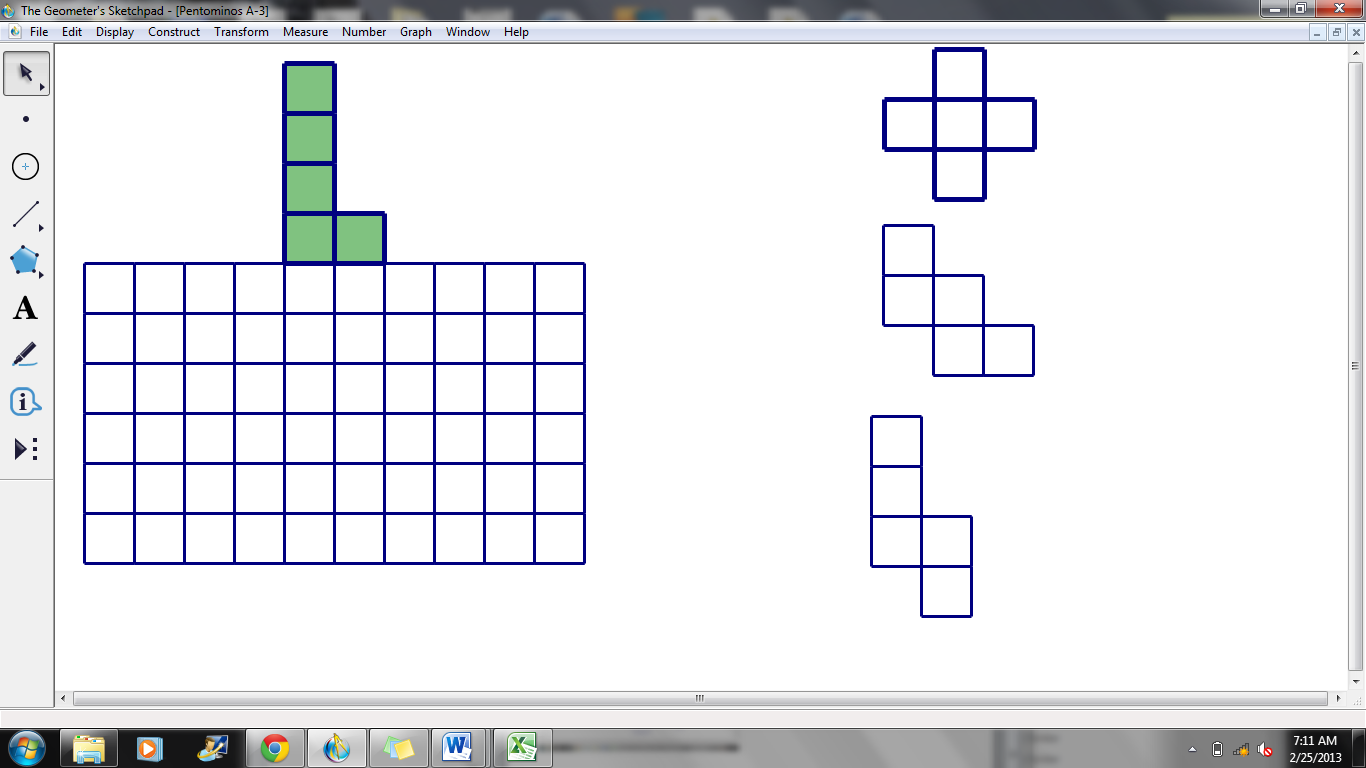 The Geometer's Sketchpad - [Pentominos A-3]
File Edit Display Construct Transform Measure Number Graph Window Help
A
i
W
X
7:11 AM
2/25/2013